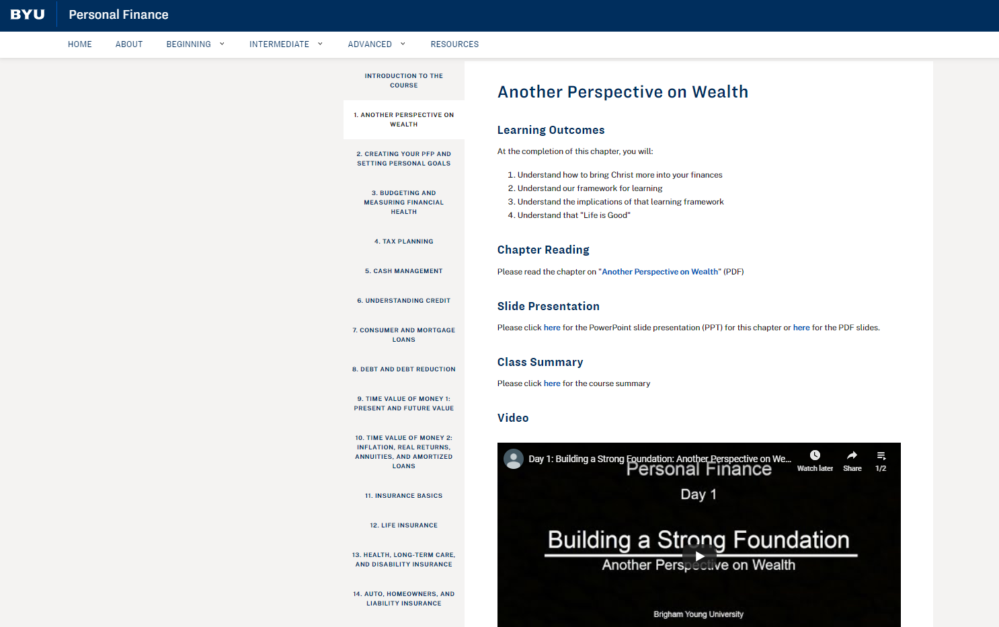 BYU
Personal Finance
HOME
ABOUT
BEGINNING
INTERMEDIATE
ADVANCED
RESOURCES
INTRODUCTION TO THE
COURSE
1. ANOTHER PERSPECTIVE ON
WEALTH
2. CREATING YOUR PFP AND
SETTING PERSONAL GOALS
3. BUDGETING AND
MEASURING FINANCIAL
HEALTH
4. TAX PLANNING
5. CASH MANAGEMENT
6. UNDERSTANDING CREDIT
7. CONSUMER AND MORTGAGE
LOANS
8. DEBT AND DEBT REDUCTION
9. TIME VALUE OF MONEY 1:
PRESENT AND FUTURE VALUE
10. TIME VALUE OF MONEY 2:
INFLATION, REAL RETURNS,
ANNUITIES, AND AMORTIZED
LOANS
11. INSURANCE BASICS
12. LIFE INSURANCE
13. HEALTH, LONG-TERM CARE,
AND DISABILITY INSURANCE
14. AUTO, HOMEOWNERS, AND
LIABILITY INSURANCE
Another Perspective on Wealth
Learning Outcomes
At the completion of this chapter, you will:
1. Understand how to bring Christ more into your finances
2. Understand our framework for learning
3. Understand the implications of that learning framework
4. Understand that "Life is Good"
Chapter Reading
Please read the chapter on "Another Perspective on Wealth" (PDF)
Slide Presentation
Please click here for the PowerPoint slide presentation (PPT) for this chapter or here for the PDF slides.
Class Summary
Please click here for the course summary
Video
Day 1: Building a Strong Foundation: Another Perspective on We...
Watch later
Share
1/2
Personal Finance
Day 1
Building a Strong Foundation
Another Perspective on Wealth
Brigham Young University